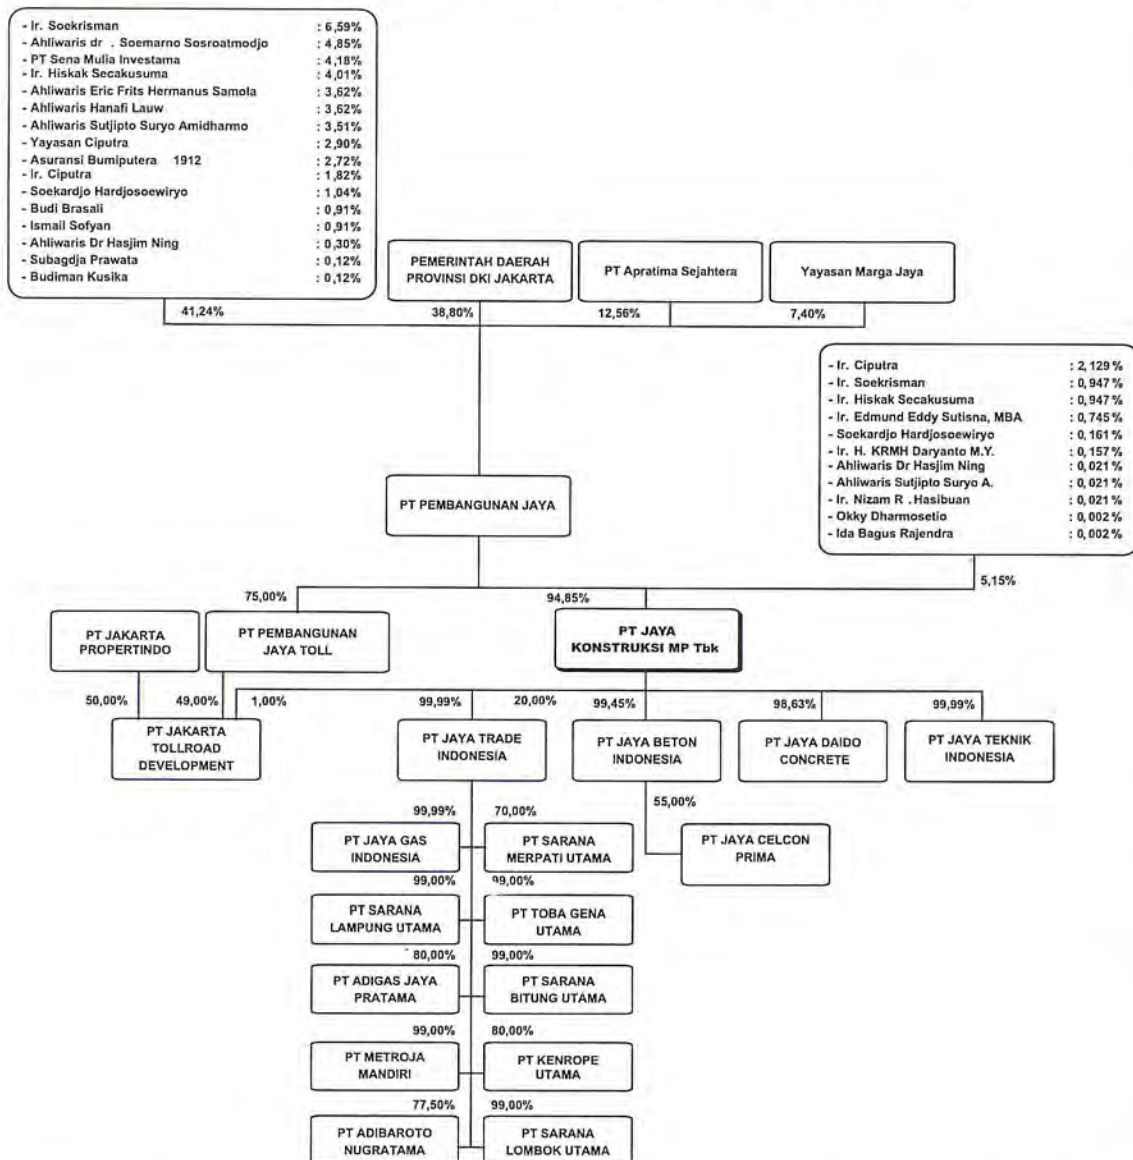 - Ir. Soekrisman : 6,59%
- Ahliwaris dr . Soemarno Sosroatmodjo : 4,85%
- PT Sena Mulia Investama : 4,18%
- Ir. Hiskak Secakusuma : 4,01%
- Ahliwaris Eric Frits Hermanus Samola : 3,62%
- Ahliwaris Hanafi Lauw : 3,62%
- Ahliwaris Sutjipto Suryo Amidharmo : 3,51%
- Yayasan Ciputra : 2,90%
- Asuransi Bumiputera 1912 : 2,72%
- Ir. Ciputra : 1,82%
- Soekardjo Hardjosoewiryo : 1,04%
- Budi Brasali : 0,91%
- Ismail Sofyan : 0,91%
- Ahliwaris Dr Hasjim Ning : 0,30%
- Subagdja Prawata : 0,12%
- Budiman Kusika : 0,12%
PEMERINTAH DAERAH
PROVINSI DKI JAKARTA
PT Apratima Sejahtera
Yayasan Marga Jaya
41,24% 38,80% 12,56% 7,40%
- Ir. Ciputra : 2,129%
- Ir. Soekrisman : 0,947%
- Ir. Hiskak Secakusuma : 0,947%
- Ir. Edmund Eddy Sutisna, MBA : 0,745%
- Soekardjo Hardjosoewiryo : 0,161%
- Ir. H. KRMH Daryanto M.Y. : 0,157%
- Ahliwaris Dr Hasjim Ning : 0,021%
- Ahliwaris Sutjipto Suryo A. : 0,021%
- Ir. Nizam R . Hasibuan : 0,021%
- Okky Dharmosetio : 0,002%
- Ida Bagus Rajendra : 0,002%
PT PEMBANGUNAN JAYA
75,00% 94,85% 5,15%
PT JAKARTA
PROPERTINDO
PT PEMBANGUNAN
JAYA TOLL
PT JAYA
KONSTRUKSI MP Tbk
50,00% 49,00% 1,00% 99,99% 20,00% 99,45% 98,63% 99,99%
PT JAKARTA
TOLLROAD
DEVELOPMENT
PT JAYA TRADE
INDONESIA
PT JAYA BETON
INDONESIA
PT JAYA DAIDO
CONCRETE
PT JAYA TEKNIK
INDONESIA
99,99% 70,00% 55,00%
PT JAYA GAS
INDONESIA
PT SARANA
MERPATI UTAMA
PT JAYA CELCON
PRIMA
99,00% 99,00%
PT SARANA
LAMPUNG UTAMA
PT TOBA GENA
UTAMA
80,00% 99,00%
PT ADIGAS JAYA
PRATAMA
PT SARANA
BITUNG UTAMA
99,00% 80,00%
PT METROJA
MANDIRI
PT KENROPE
UTAMA
77,50% 99,00%
PT ADIBAROTO
NUGRATAMA
PT SARANA
LOMBOK UTAMA